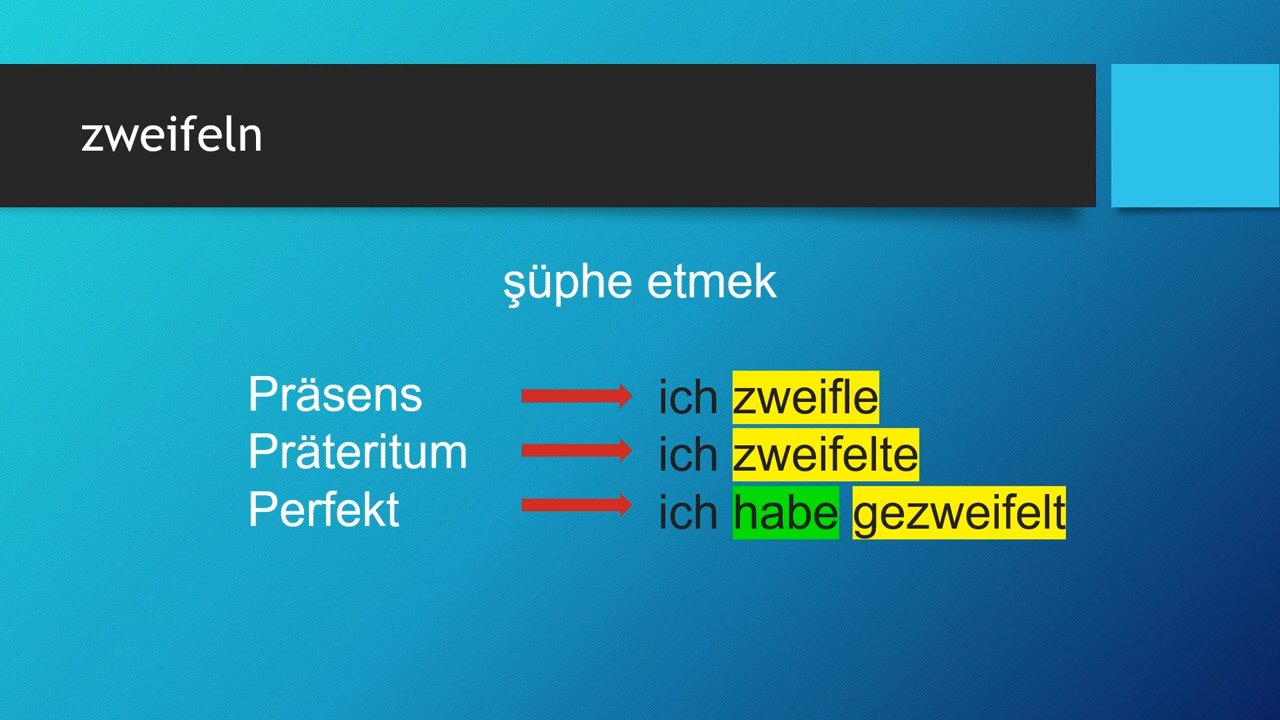 zweifeln
şüphe etmek
Präsens ich zweifle
Präteritum ich zweifelte
Perfekt ich habe gezweifelt